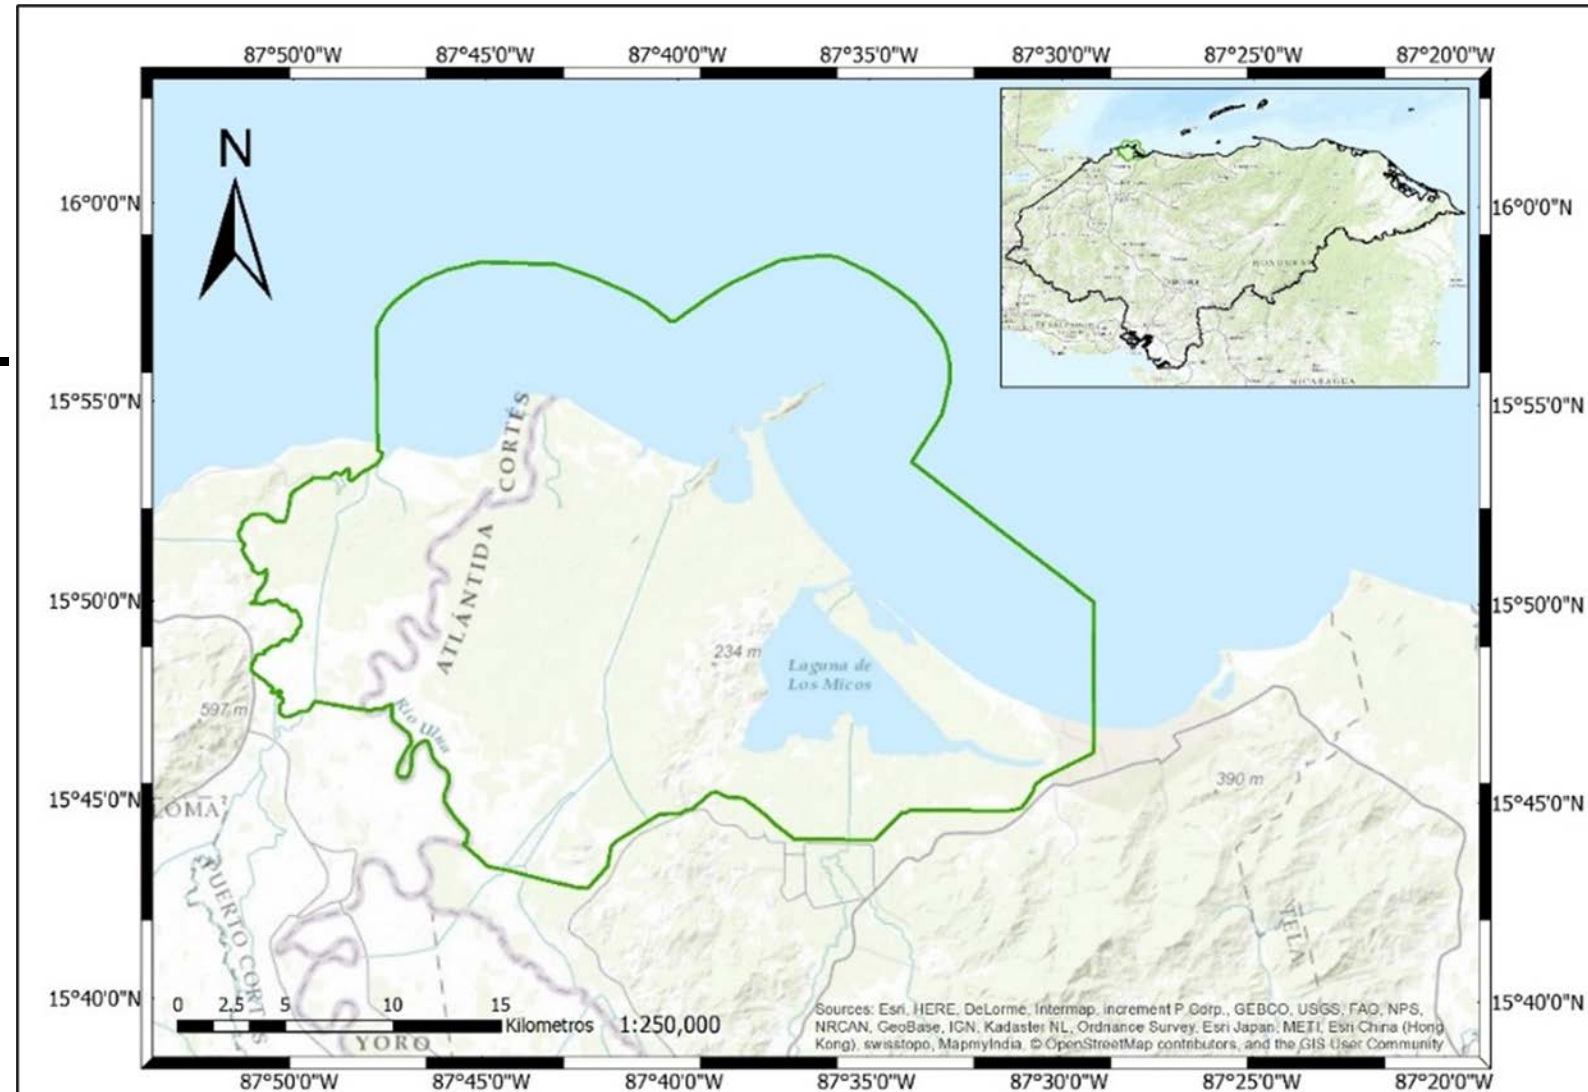 87°50'0"W 87°45'0"W 87°40'0"W 87°35'0"W 87°30'0"W 87°25'0"W 87°20'0"W
N
HONDURAS
NICARAGUA
16°0'0"N 16°0'0"N
15°55'0"N 15°55'0"N
CORTÉS
ATLÁNTIDA
15°50'0"N 15°50'0"N
234 m
Laguna de
Los Micos
597 m
Río Ulua
390 m
15°45'0"N 15°45'0"N
LOMA
PUERTO CORTÉS
TELA
15°40'0"N 15°40'0"N
0 2.5 5 10 15
Kilometros 1:250,000
YORO
Sources: Esri, HERE, DeLorme, Intermap, increment P Corp., GEBCO, USGS, FAO, NPS,
NRCAN, GeoBase, IGN, Kadaster NL, Ordnance Survey, Esri Japan, METI, Esri China (Hong
Kong), swisstopo, MapmyIndia, © OpenStreetMap contributors, and the GIS User Community
87°50'0"W 87°45'0"W 87°40'0"W 87°35'0"W 87°30'0"W 87°25'0"W 87°20'0"W